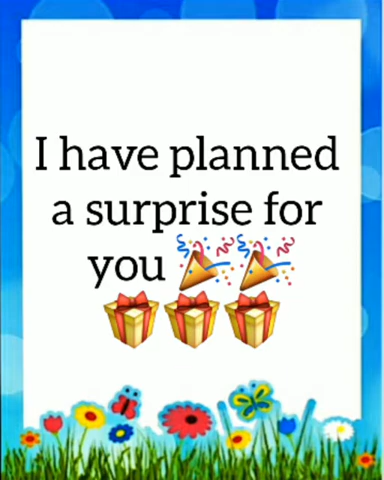 I have planned
a surprise for
you 🎉🎉
🎁🎁🎁